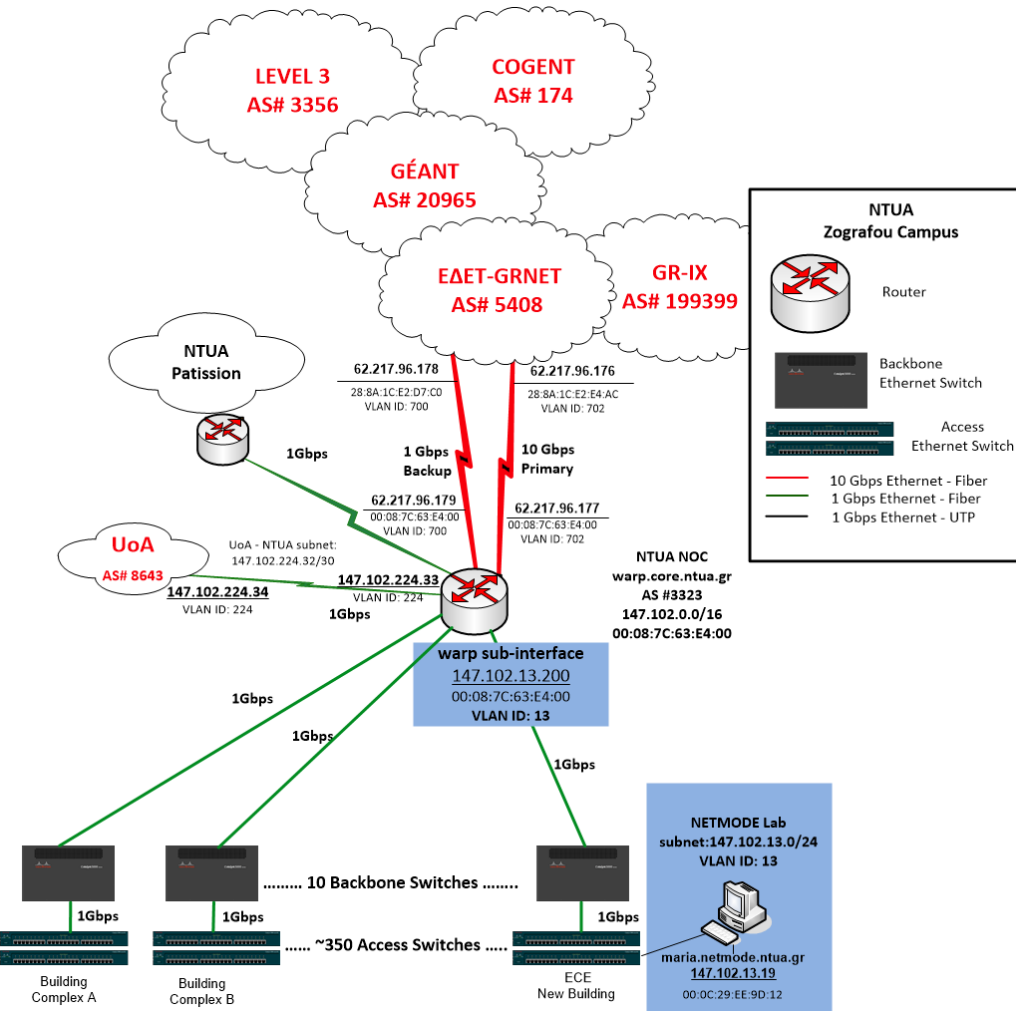 LEVEL 3
AS# 3356
COGENT
AS# 174
GÉANT
AS# 20965
ΕΔΕΤ-GRNET
AS# 5408
GR-IX
AS# 199399
NTUA
Zografou Campus
Router
Backbone
Ethernet Switch
Access
Ethernet Switch
10 Gbps Ethernet - Fiber
1 Gbps Ethernet - Fiber
1 Gbps Ethernet - UTP
NTUA
Patission
62.217.96.178
28:8A:1C:E2:D7:C0
VLAN ID: 700
62.217.96.176
28:8A:1C:E2:E4:AC
VLAN ID: 702
1Gbps
1 Gbps
Backup
10 Gbps
Primary
62.217.96.179
00:08:7C:63:E4:00
VLAN ID: 700
62.217.96.177
00:08:7C:63:E4:00
VLAN ID: 702
UoA
AS# 8643
UoA - NTUA subnet:
147.102.224.32/30
147.102.224.34
VLAN ID: 224
147.102.224.33
VLAN ID: 224
1Gbps
NTUA NOC
warp.core.ntua.gr
AS #3323
147.102.0.0/16
00:08:7C:63:E4:00
warp sub-interface
147.102.13.200
00:08:7C:63:E4:00
VLAN ID: 13
1Gbps
1Gbps
1Gbps
NETMODE Lab
subnet:147.102.13.0/24
VLAN ID: 13
maria.netmode.ntua.gr
147.102.13.19
00:0C:29:EE:9D:12
......... 10 Backbone Switches ........
1Gbps
1Gbps
1Gbps
...... ~350 Access Switches .....
Building
Complex A
Building
Complex B
ECE
New Building